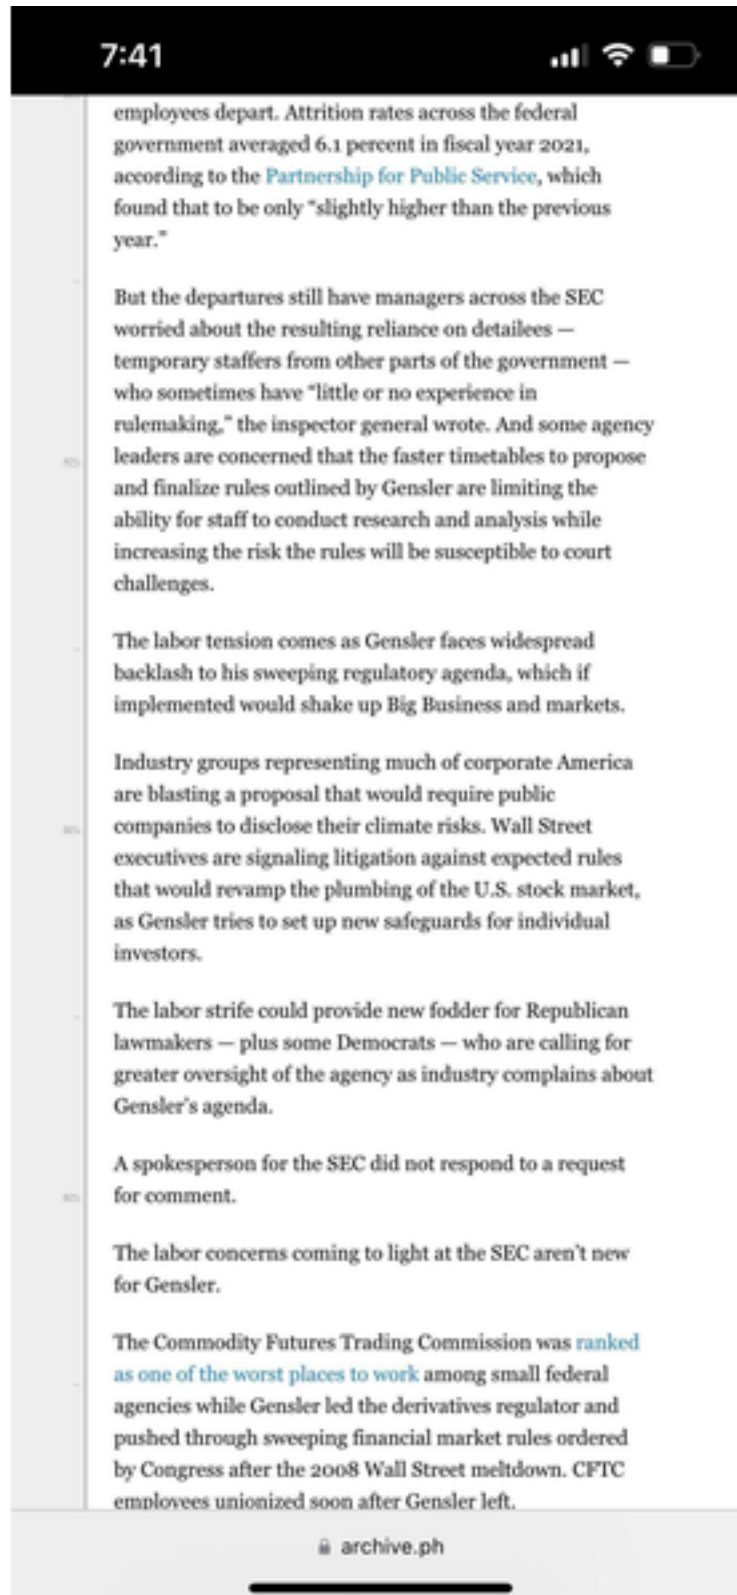 7:41
employees depart. Attrition rates across the federal
government averaged 6.1 percent in fiscal year 2021,
according to the Partnership for Public Service, which
found that to be only “slightly higher than the previous
year.”
But the departures still have managers across the SEC
worried about the resulting reliance on detailees —
temporary staffers from other parts of the government —
who sometimes have “little or no experience in
rulemaking,” the inspector general wrote. And some agency
leaders are concerned that the faster timetables to propose
and finalize rules outlined by Gensler are limiting the
ability for staff to conduct research and analysis while
increasing the risk the rules will be susceptible to court
challenges.
The labor tension comes as Gensler faces widespread
backlash to his sweeping regulatory agenda, which if
implemented would shake up Big Business and markets.
Industry groups representing much of corporate America
are blasting a proposal that would require public
companies to disclose their climate risks. Wall Street
executives are signaling litigation against expected rules
that would revamp the plumbing of the U.S. stock market,
as Gensler tries to set up new safeguards for individual
investors.
The labor strife could provide new fodder for Republican
lawmakers — plus some Democrats — who are calling for
greater oversight of the agency as industry complains about
Gensler’s agenda.
A spokesperson for the SEC did not respond to a request
for comment.
The labor concerns coming to light at the SEC aren’t new
for Gensler.
The Commodity Futures Trading Commission was ranked
as one of the worst places to work among small federal
agencies while Gensler led the derivatives regulator and
pushed through sweeping financial market rules ordered
by Congress after the 2008 Wall Street meltdown. CFTC
employees unionized soon after Gensler left.
archive.ph